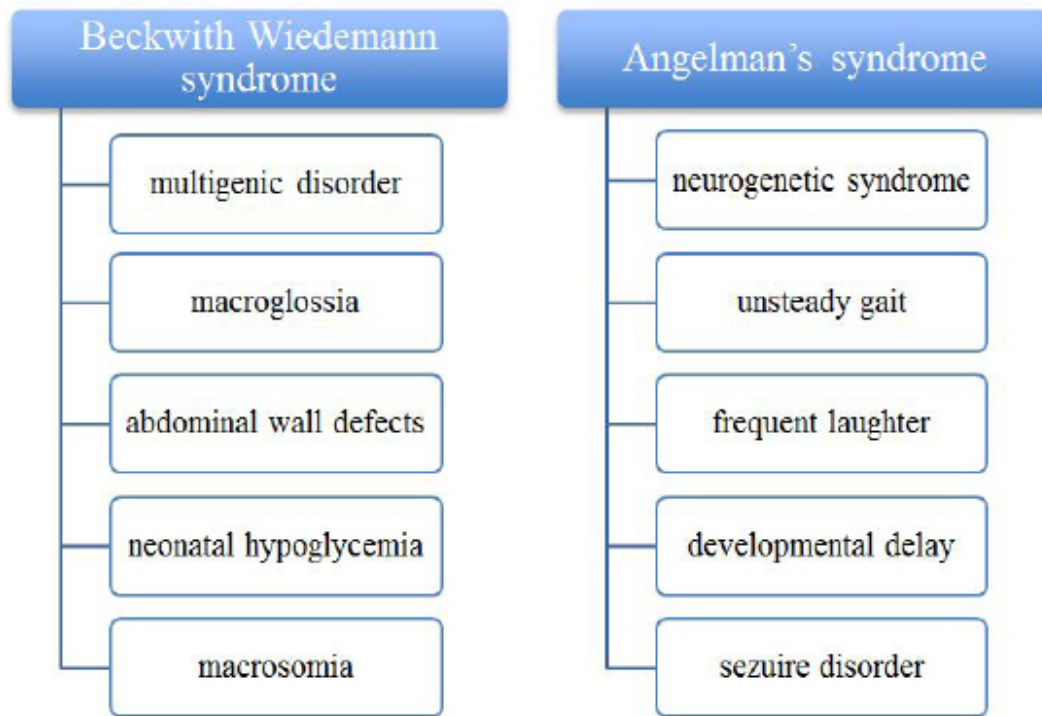 Beckwith Wiedemann
syndrome
multigenic disorder
macroglossia
abdominal wall defects
neonatal hypoglycemia
macrosomia
Angelman's syndrome
neurogenetic syndrome
unsteady gait
frequent laughter
developmental delay
sezuire disorder